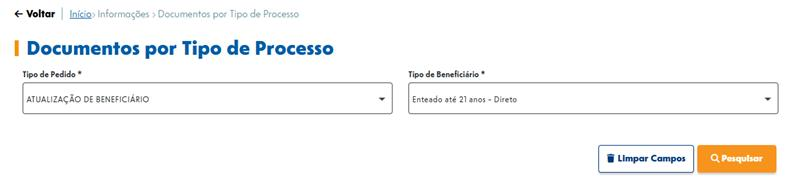 Voltar Início> Informações > Documentos por Tipo de Processo
Documentos por Tipo de Processo
Tipo de Pedido * Tipo de Beneficiário *
ATUALIZAÇÃO DE BENEFICIÁRIO Enteado até 21 anos - Direto
Limpar Campos Pesquisar